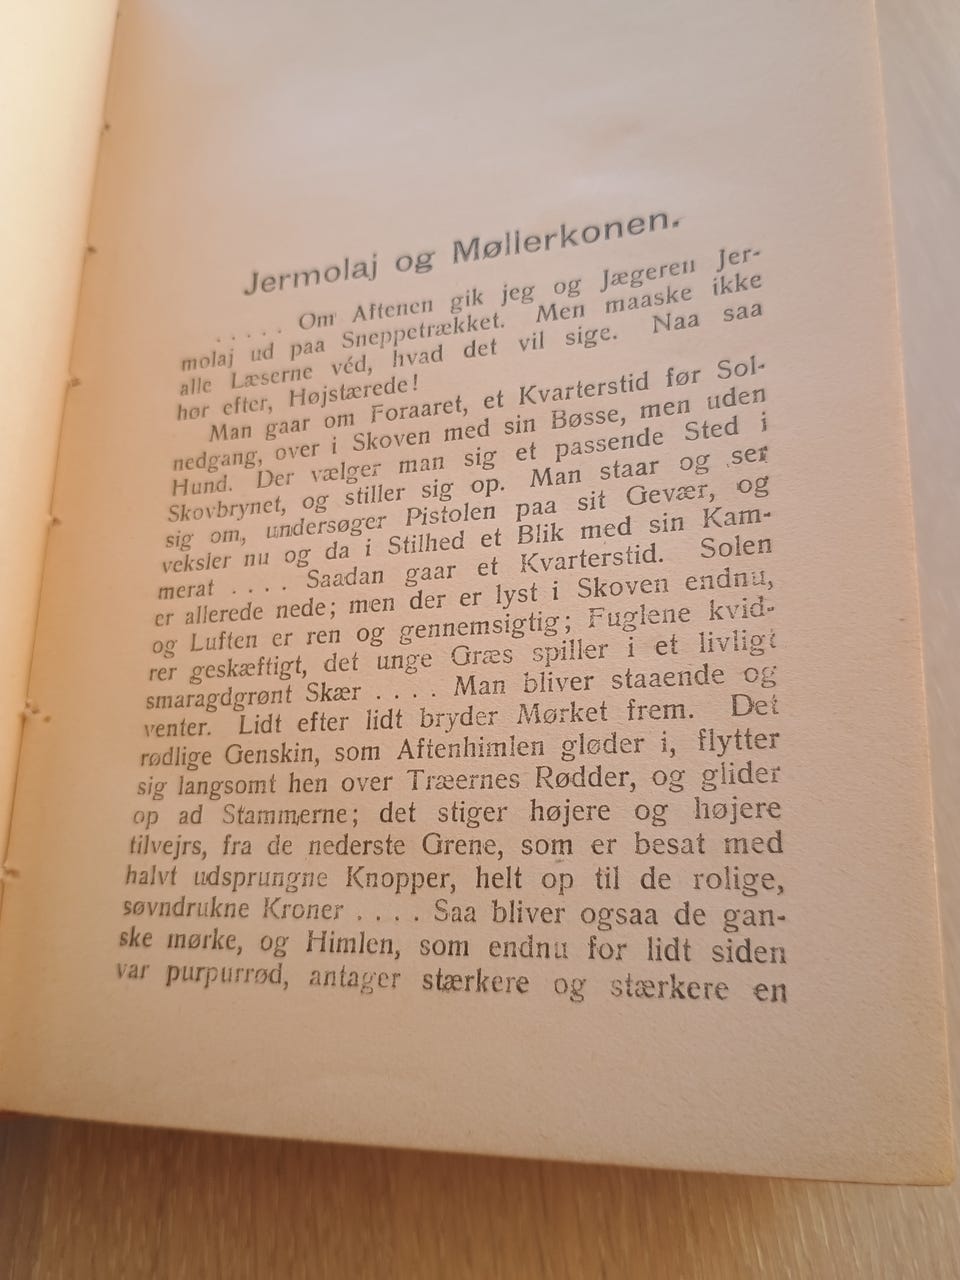 Jermolaj og Møllerkonen.
. . . . Om Aftenen gik jeg og Jægeren Jer-
molaj ud paa Sneppetrækket. Men maaske ikke
alle Læserne véd, hvad det vil sige. Naa saa
hør efter, Højstærede!
Man gaar om Foraaret, et Kvarterstid før Sol-
nedgang, over i Skoven med sin Bøsse, men uden
Hund. Der vælger man sig et passende Sted i
Skovbrynet, og stiller sig op. Man staar og ser
sig om, undersøger Pistolen paa sit Gevær, og
veksler nu og da i Stilhed et Blik med sin Kam-
merat . . . . Saadan gaar et Kvarterstid. Solen
er allerede nede; men der er lyst i Skoven endnu,
og Luften er ren og gennemsigtig; Fuglene kvid-
rer geskæftigt, det unge Græs spiller i et livligt
smaragdgrønt Skær . . . . Man bliver staaende og
venter. Lidt efter lidt bryder Mørket frem. Det
rødlige Genskin, som Aftenhimlen gløder i, flytter
sig langsomt hen over Træernes Rødder, og glider
op ad Stammerne; det stiger højere og højere
tilvejrs, fra de nederste Grene, som er besat med
halvt udsprungne Knopper, helt op til de rolige,
søvndrukne Kroner . . . . Saa bliver ogsaa de gan-
ske mørke, og Himlen, som endnu for lidt siden
var purpurrød, antager stærkere og stærkere en